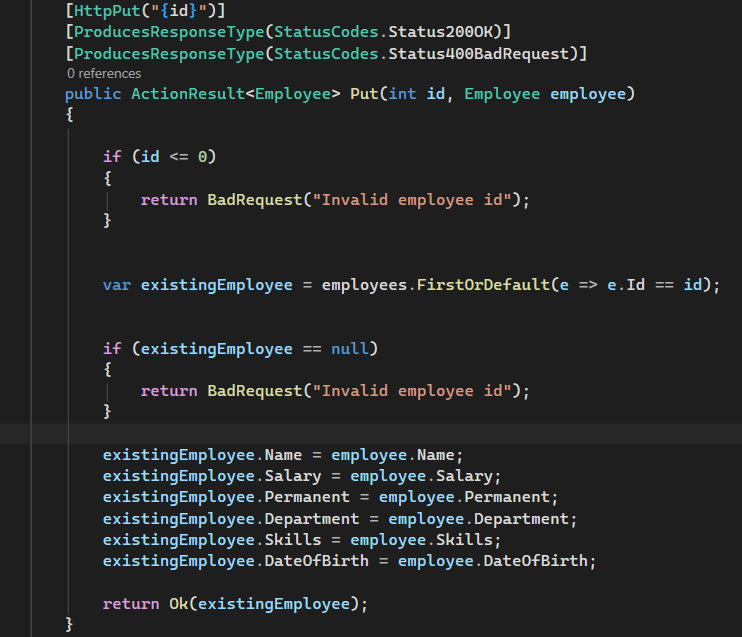 [HttpPut("{id}")]
[ProducesResponseType(StatusCodes.Status200OK)]
[ProducesResponseType(StatusCodes.Status400BadRequest)]
0 references
public ActionResult<Employee> Put(int id, Employee employee)
{
if (id <= 0)
{
return BadRequest("Invalid employee id");
}
var existingEmployee = employees.FirstOrDefault(e => e.Id == id);
if (existingEmployee == null)
{
return BadRequest("Invalid employee id");
}
existingEmployee.Name = employee.Name;
existingEmployee.Salary = employee.Salary;
existingEmployee.Permanent = employee.Permanent;
existingEmployee.Department = employee.Department;
existingEmployee.Skills = employee.Skills;
existingEmployee.DateOfBirth = employee.DateOfBirth;
return Ok(existingEmployee);
}